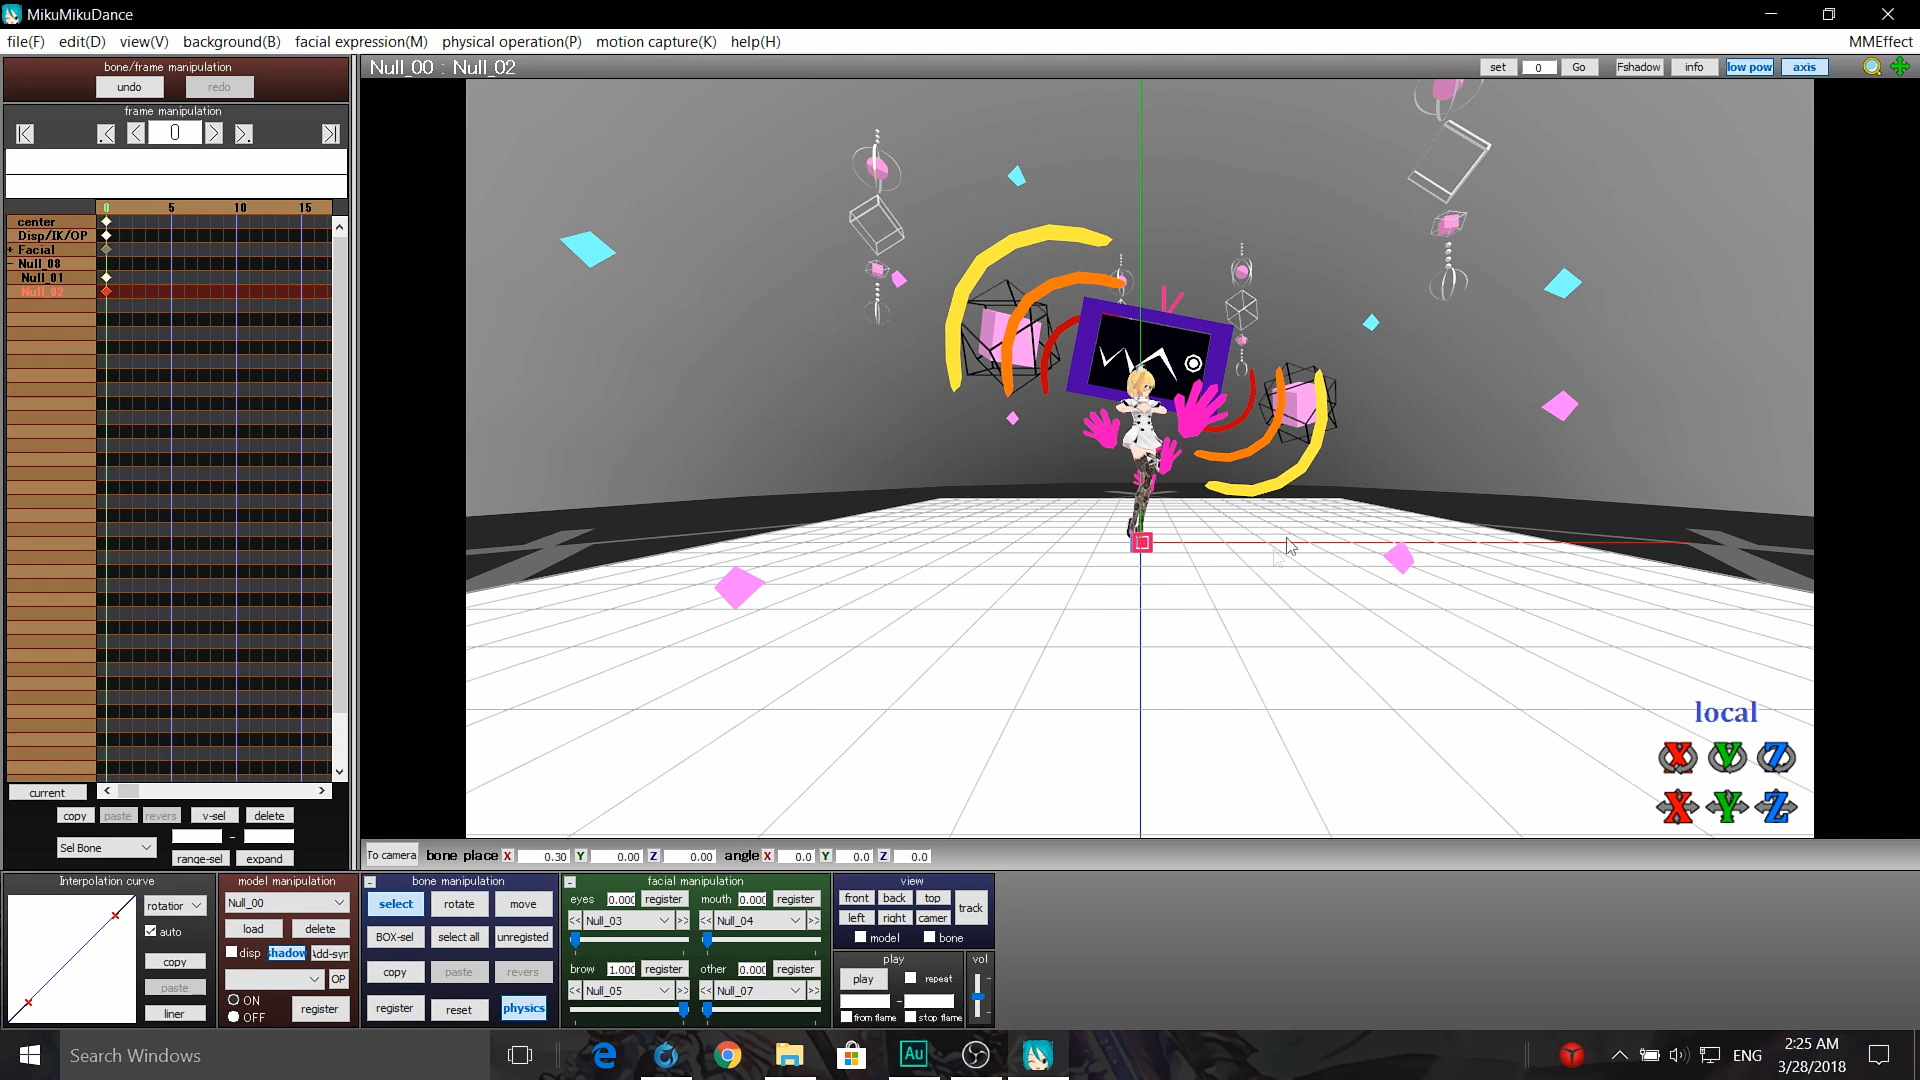 MikuMikuDance
file(F) edit(D) view(V) background(B) facial expression(M) physical operation(P) motion capture(K) help(H) MMEffect
bone/frame manipulation
undo redo
frame manipulation
0
Null_00 : Null_02
set 0 Go Fshadow info low pow axis
0 5 10 15
center
Disp/IK/OP
+ Facial
- Null_08
Null_01
Null_02
local
X Y Z
X Y Z
current
copy paste revers v-sel delete
Sel Bone -
range-sel expand
To camera bone place X 0.30 Y 0.00 Z 0.00 angle X 0.0 Y 0.0 Z 0.0
Interpolation curve
rotatior
auto
copy
paste
liner
model manipulation
Null_00
load delete
disp shadow Add-syn
OP
ON
OFF
register
- bone manipulation
select rotate move
BOX-sel select all unregisted
copy paste revers
register reset physics
- facial manipulation
eyes 0.000 register mouth 0.000 register
<< Null_03 >> << Null_04 >>
brow 1.000 register other 0.000 register
<< Null_05 >> << Null_07 >>
view
front back top
left right camer
track
model bone
play
play repeat
-
from flame stop flame
vol
Search Windows
Au
ENG
2:25 AM
3/28/2018